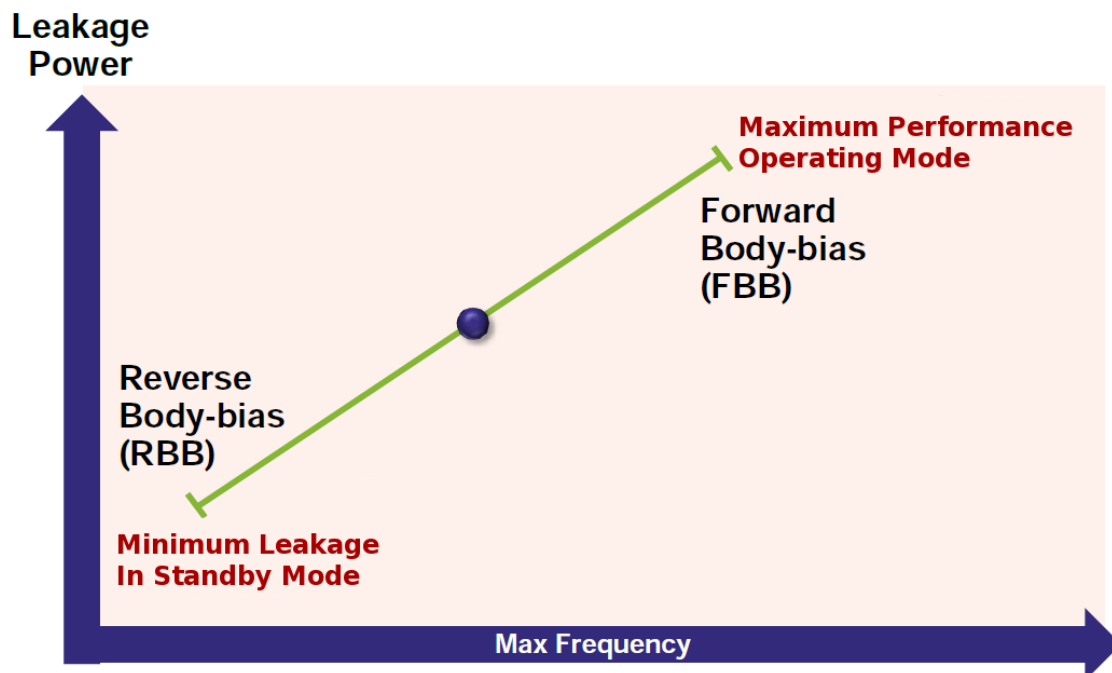 Leakage
Power
Maximum Performance
Operating Mode
Forward
Body-bias
(FBB)
Reverse
Body-bias
(RBB)
Minimum Leakage
In Standby Mode
Max Frequency